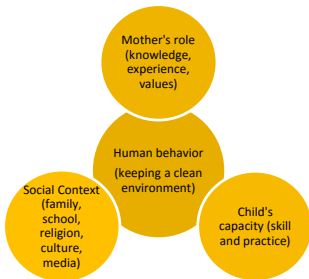 Mother's role
(knowledge,
experience,
values)
Human behavior
(keeping a clean
environment)
Social Context
(family,
school,
religion,
culture,
media)
Child's
capacity (skill
and practice)